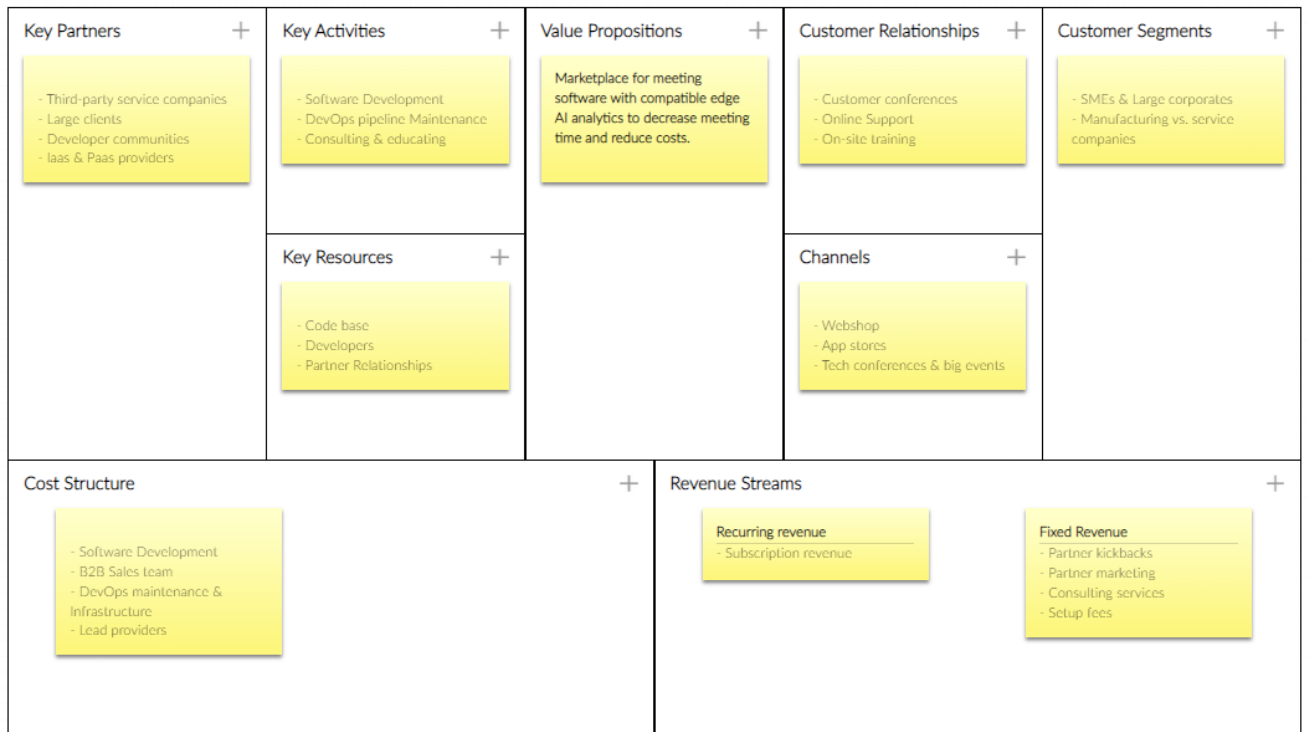 Key Partners
- Third-party service companies
- Large clients
- Developer communities
- Iaas & Paas providers
Key Activities
- Software Development
- DevOps pipeline Maintenance
- Consulting & educating
Key Resources
- Code base
- Developers
- Partner Relationships
Value Propositions
Marketplace for meeting
software with compatible edge
AI analytics to decrease meeting
time and reduce costs.
Customer Relationships
- Customer conferences
- Online Support
- On-site training
Channels
- Webshop
- App stores
- Tech conferences & big events
Customer Segments
- SMEs & Large corporates
- Manufacturing vs. service
companies
Cost Structure
- Software Development
- B2B Sales team
- DevOps maintenance &
Infrastructure
- Lead providers
Revenue Streams
Recurring revenue
- Subscription revenue
Fixed Revenue
- Partner kickbacks
- Partner marketing
- Consulting services
- Setup fees